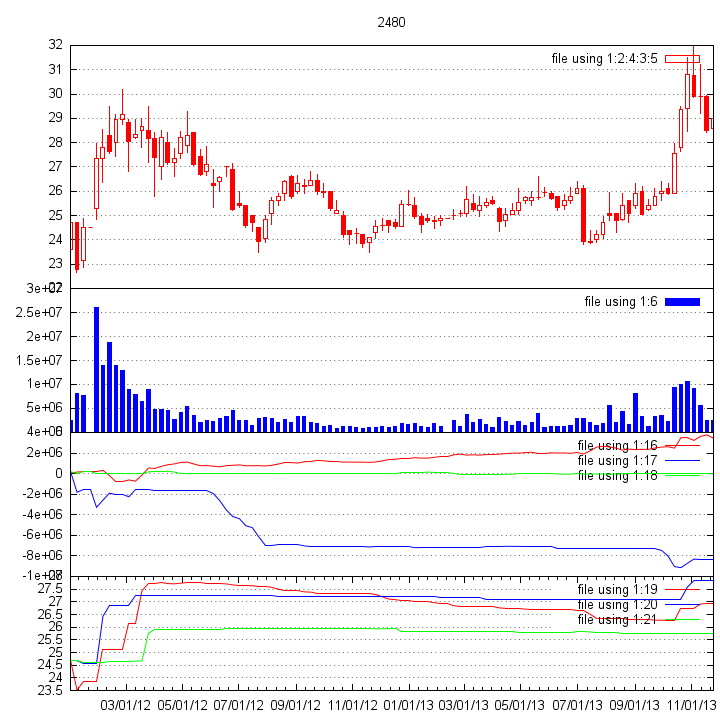 2480
32
file using 1:2:4:3:5
31
30
29
28
27
26
25
24
23
22
3e+07
file using 1:6
2.5e+07
2e+07
1.5e+07
1e+07
5e+06
0
4e+06
file using 1:16
2e+06
file using 1:17
0
file using 1:18
-2e+06
-4e+06
-6e+06
-8e+06
-1e+07
28
27.5
file using 1:19
27
file using 1:20
26.5
file using 1:21
26
25.5
25
24.5
24
23.5
03/01/12 05/01/12 07/01/12 09/01/12 11/01/12 01/01/13 03/01/13 05/01/13 07/01/13 09/01/13 11/01/13